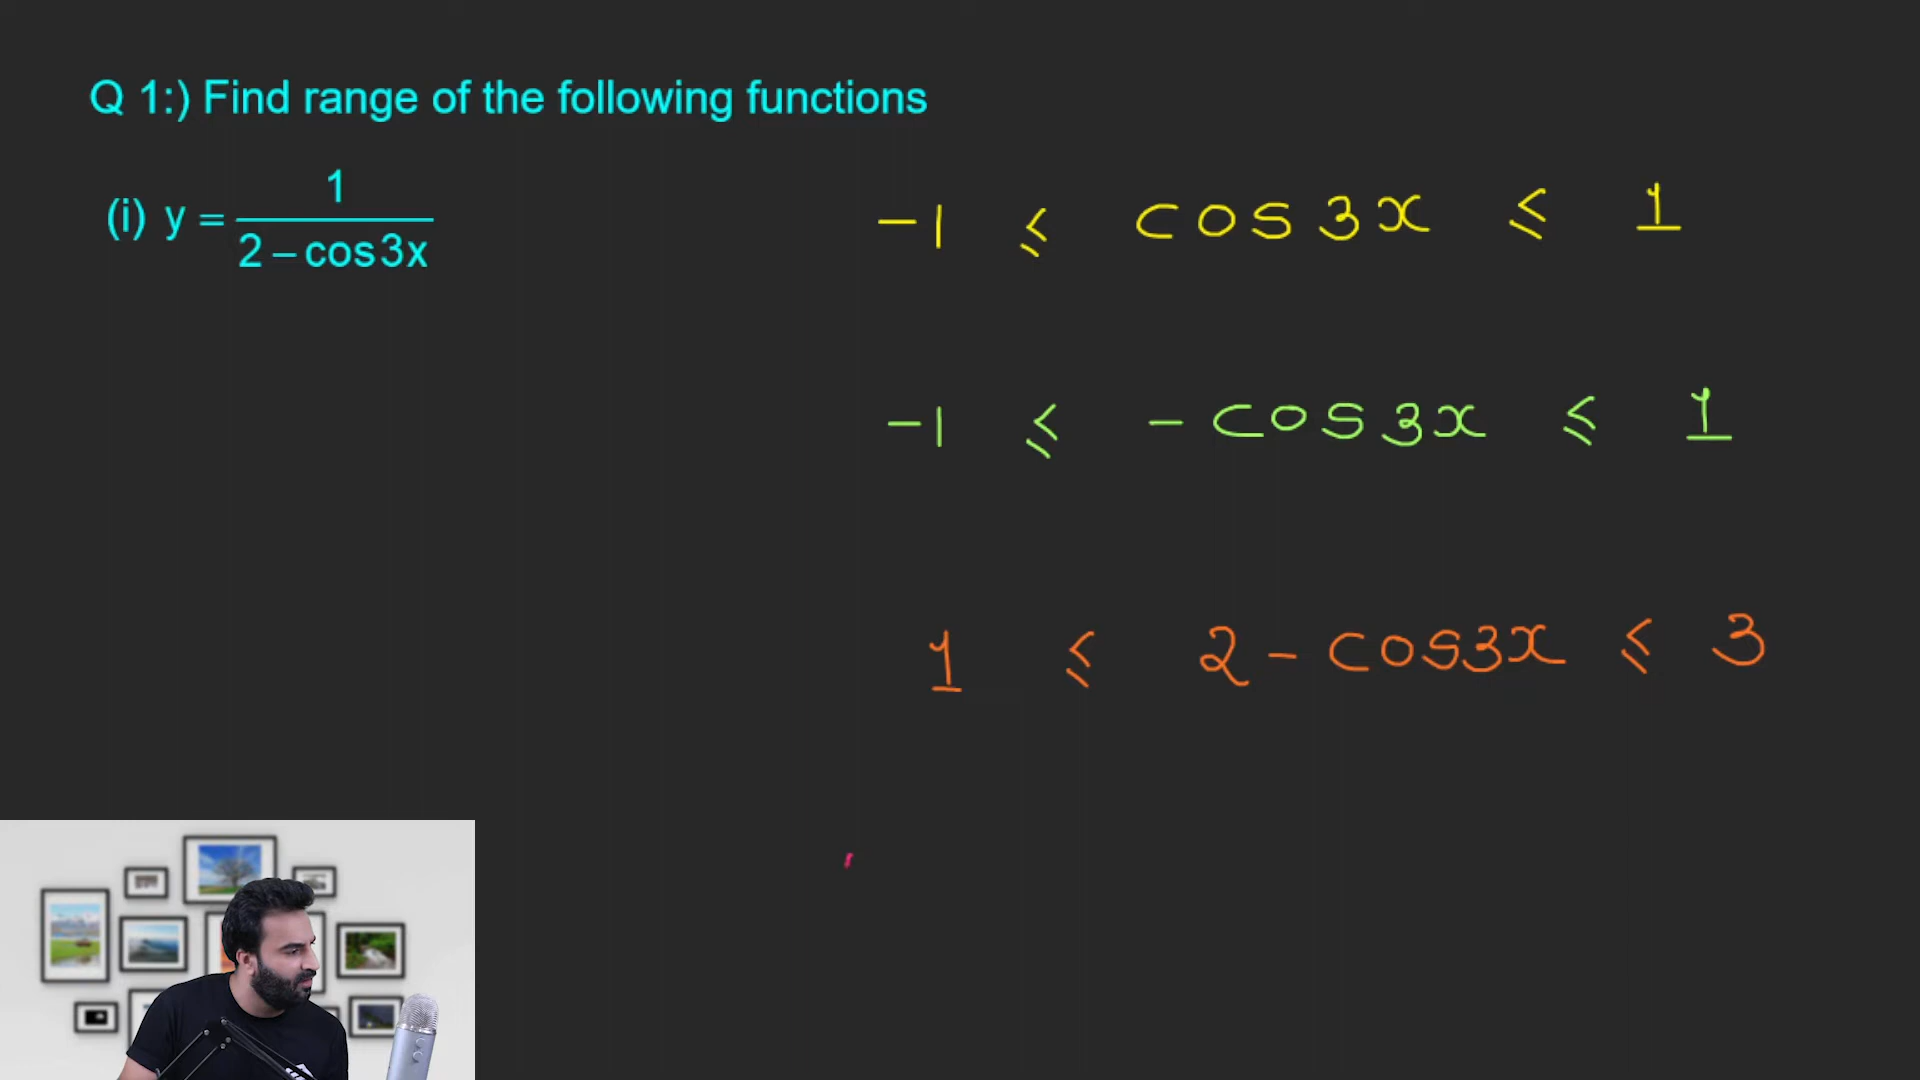 Q 1:) Find range of the following functions
(i) y = 1 / (2 – cos3x)
-1 ⩽ cos3x ⩽ 1
-1 ⩽ -cos3x ⩽ 1
1 ⩽ 2-cos3x ⩽ 3